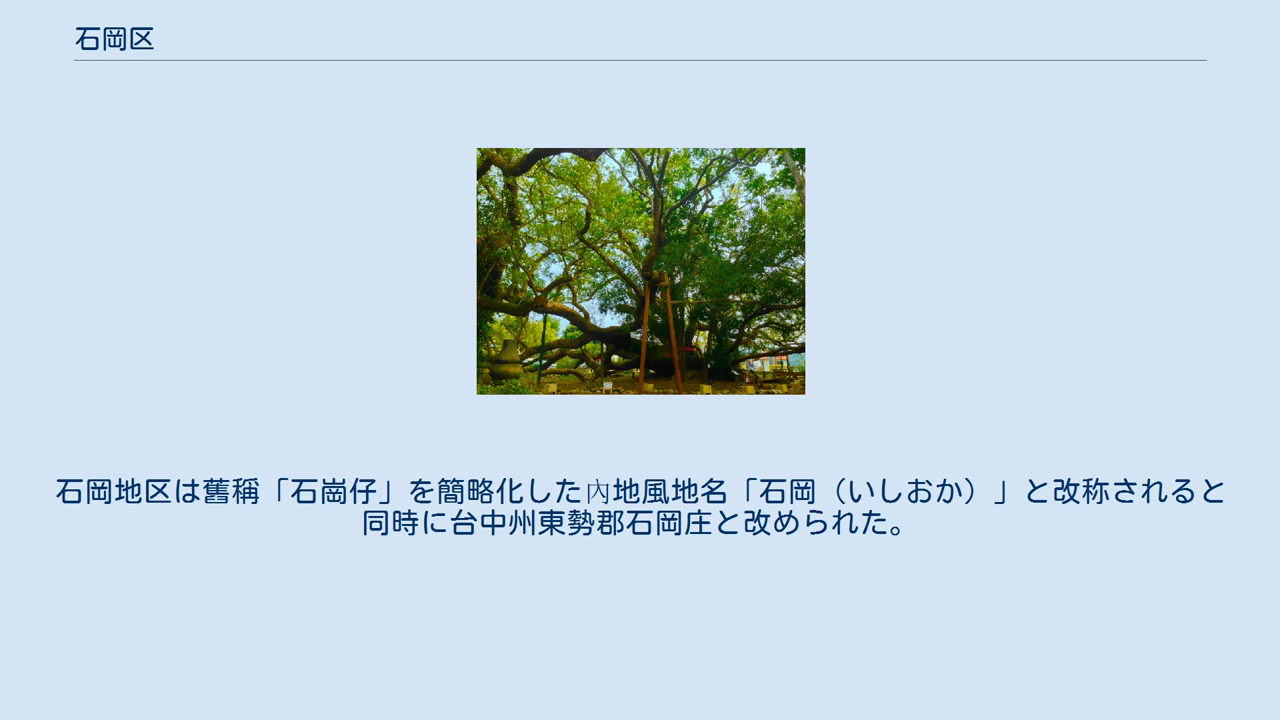 石岡区
石岡地区は舊稱「石崗仔」を簡略化した內地風地名「石岡（いしおか）」と改称されると
同時に台中州東勢郡石岡庄と改められた。